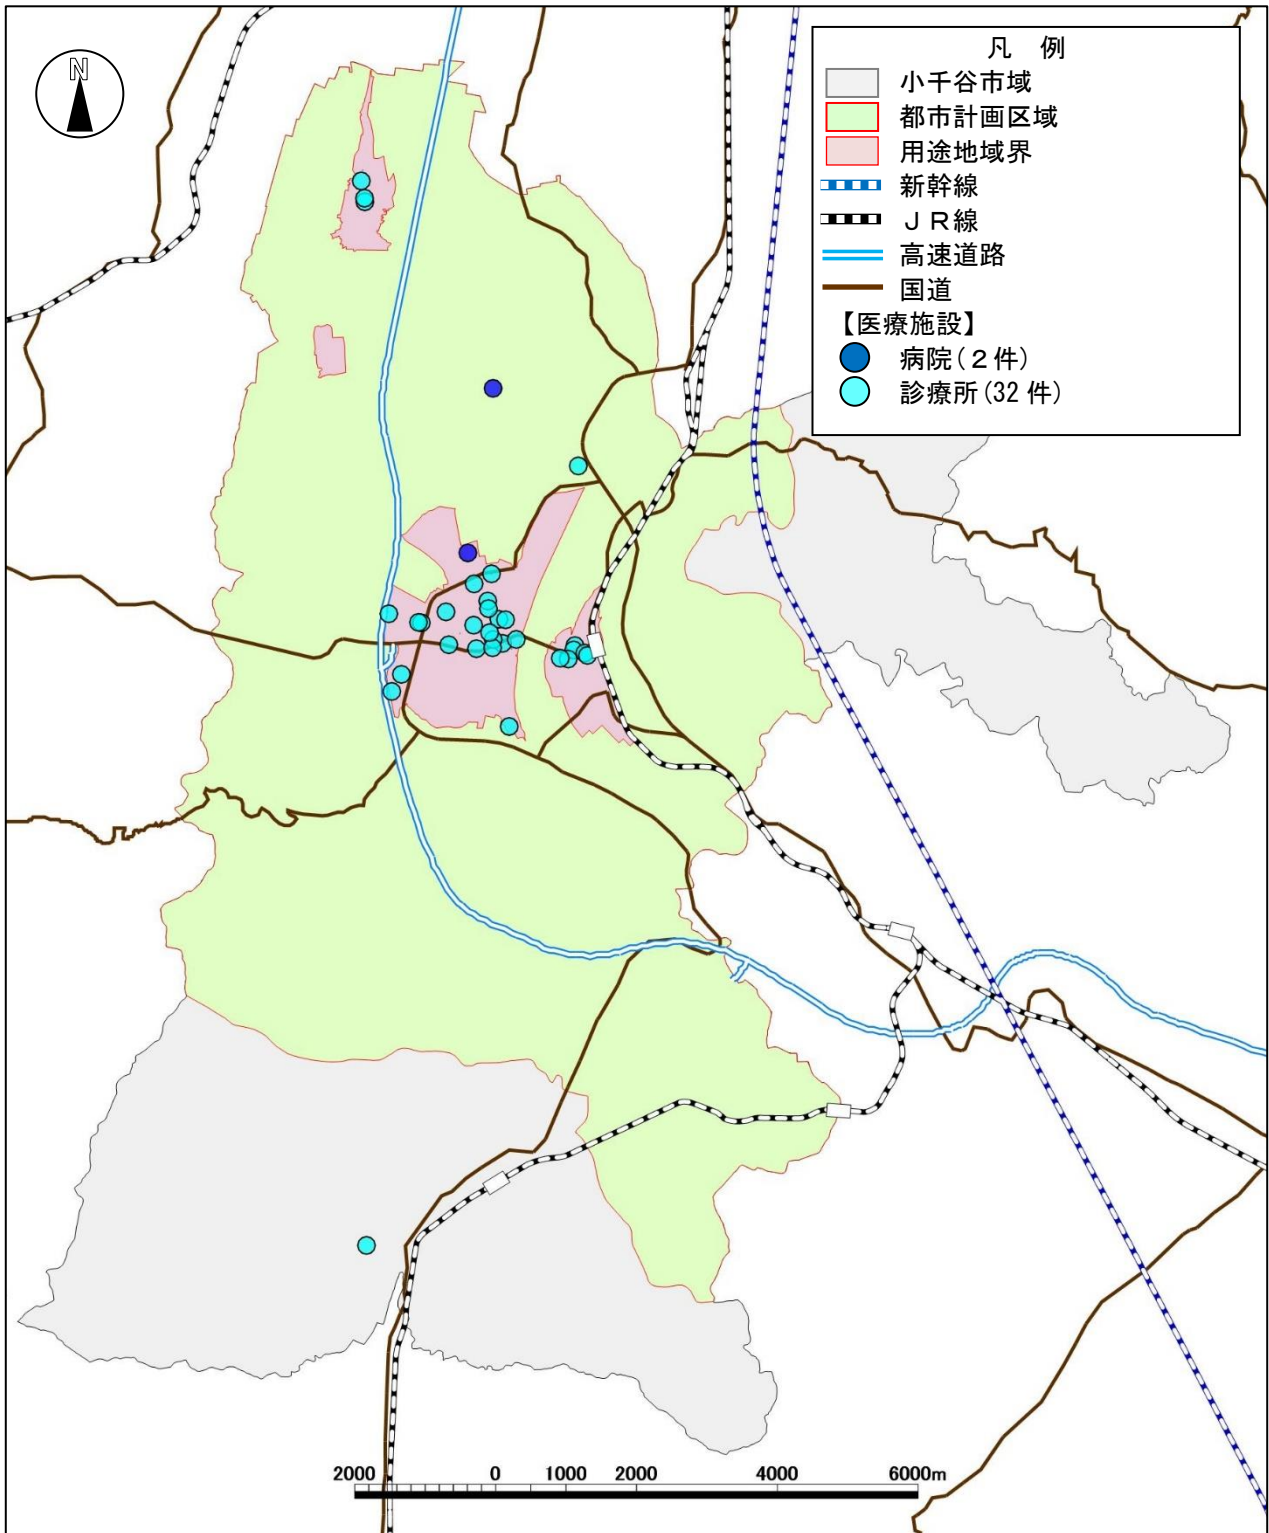 N
凡　例
小千谷市域
都市計画区域
用途地域界
新幹線
ＪＲ線
高速道路
国道
【医療施設】
病院(２件)
診療所(32 件)
2000 0 1000 2000 4000 6000m